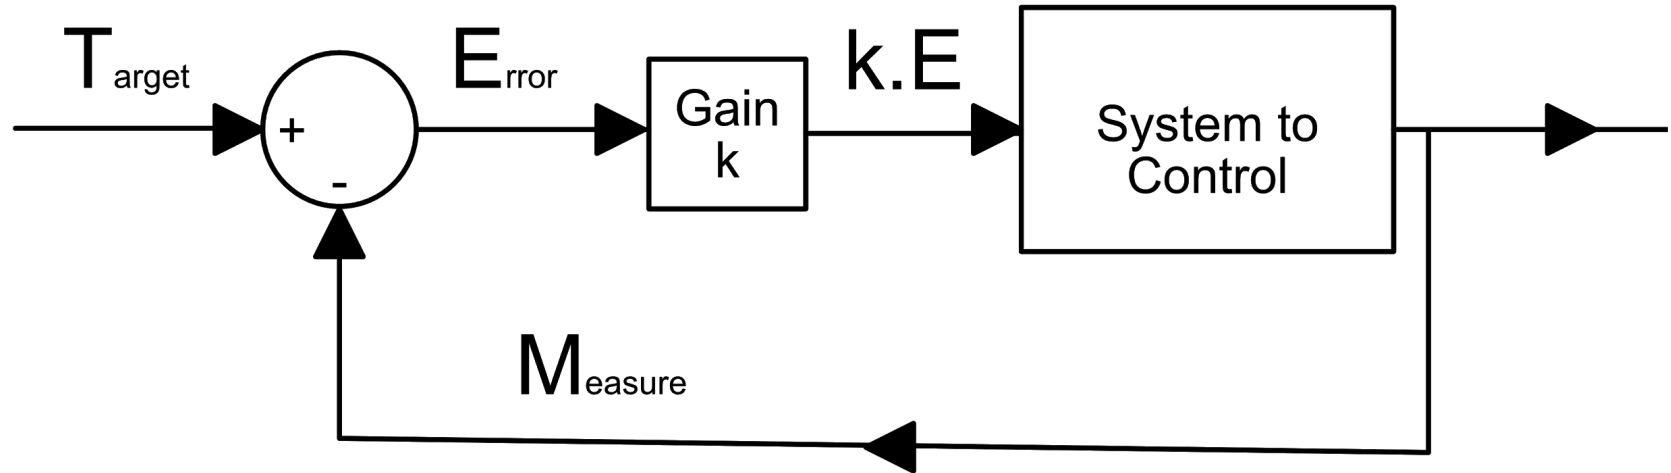 Target
+
-
Error
Gain
k
k.E
System to
Control
Measure